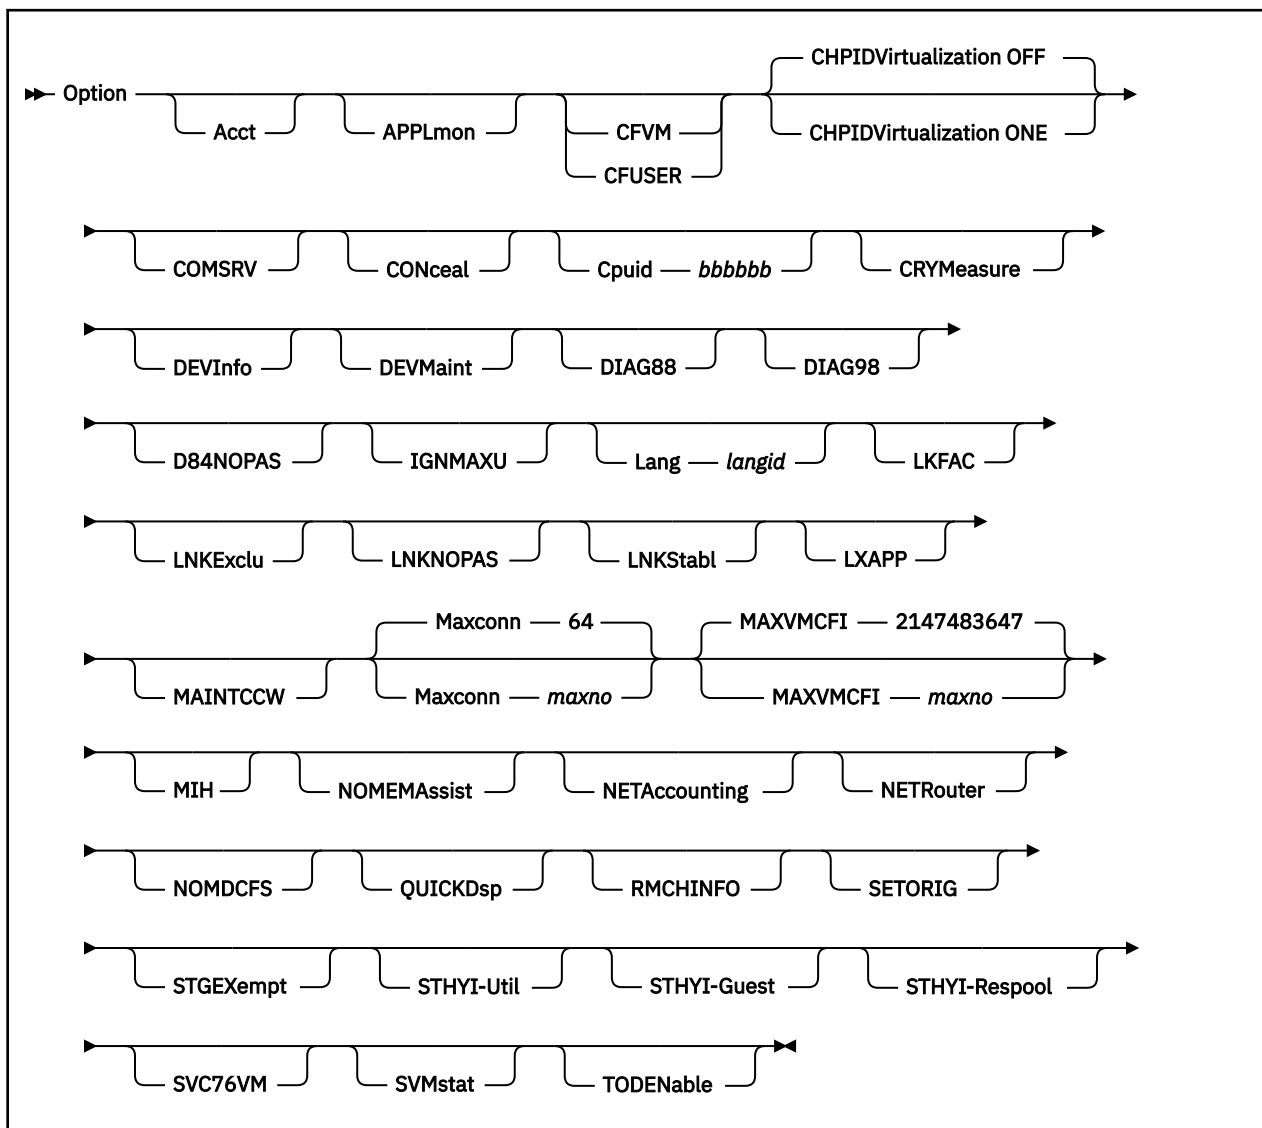 CHPIDVirtualization OFF
Option
Acct
APPLmon
CFVM
CHPIDVirtualization ONE
CFUSER
COMSRV
CONceal
Cpuid bbbbbb
CRYMeasure
DEVInfo
DEVMaint
DIAG88
DIAG98
D84NOPAS
IGNMAXU
Lang langid
LKFAC
LNKExclu
LNKNOPAS
LNKStabl
LXAPP
Maxconn 64
MAXVMCFI 2147483647
MAINTCCW
Maxconn maxno
MAXVMCFI maxno
MIH
NOMEMAssist
NETAccounting
NETRouter
NOMDCFS
QUICKDsp
RMCHINFO
SETORIG
STGEXempt
STHYI-Util
STHYI-Guest
STHYI-Respool
SVC76VM
SVMstat
TODENable